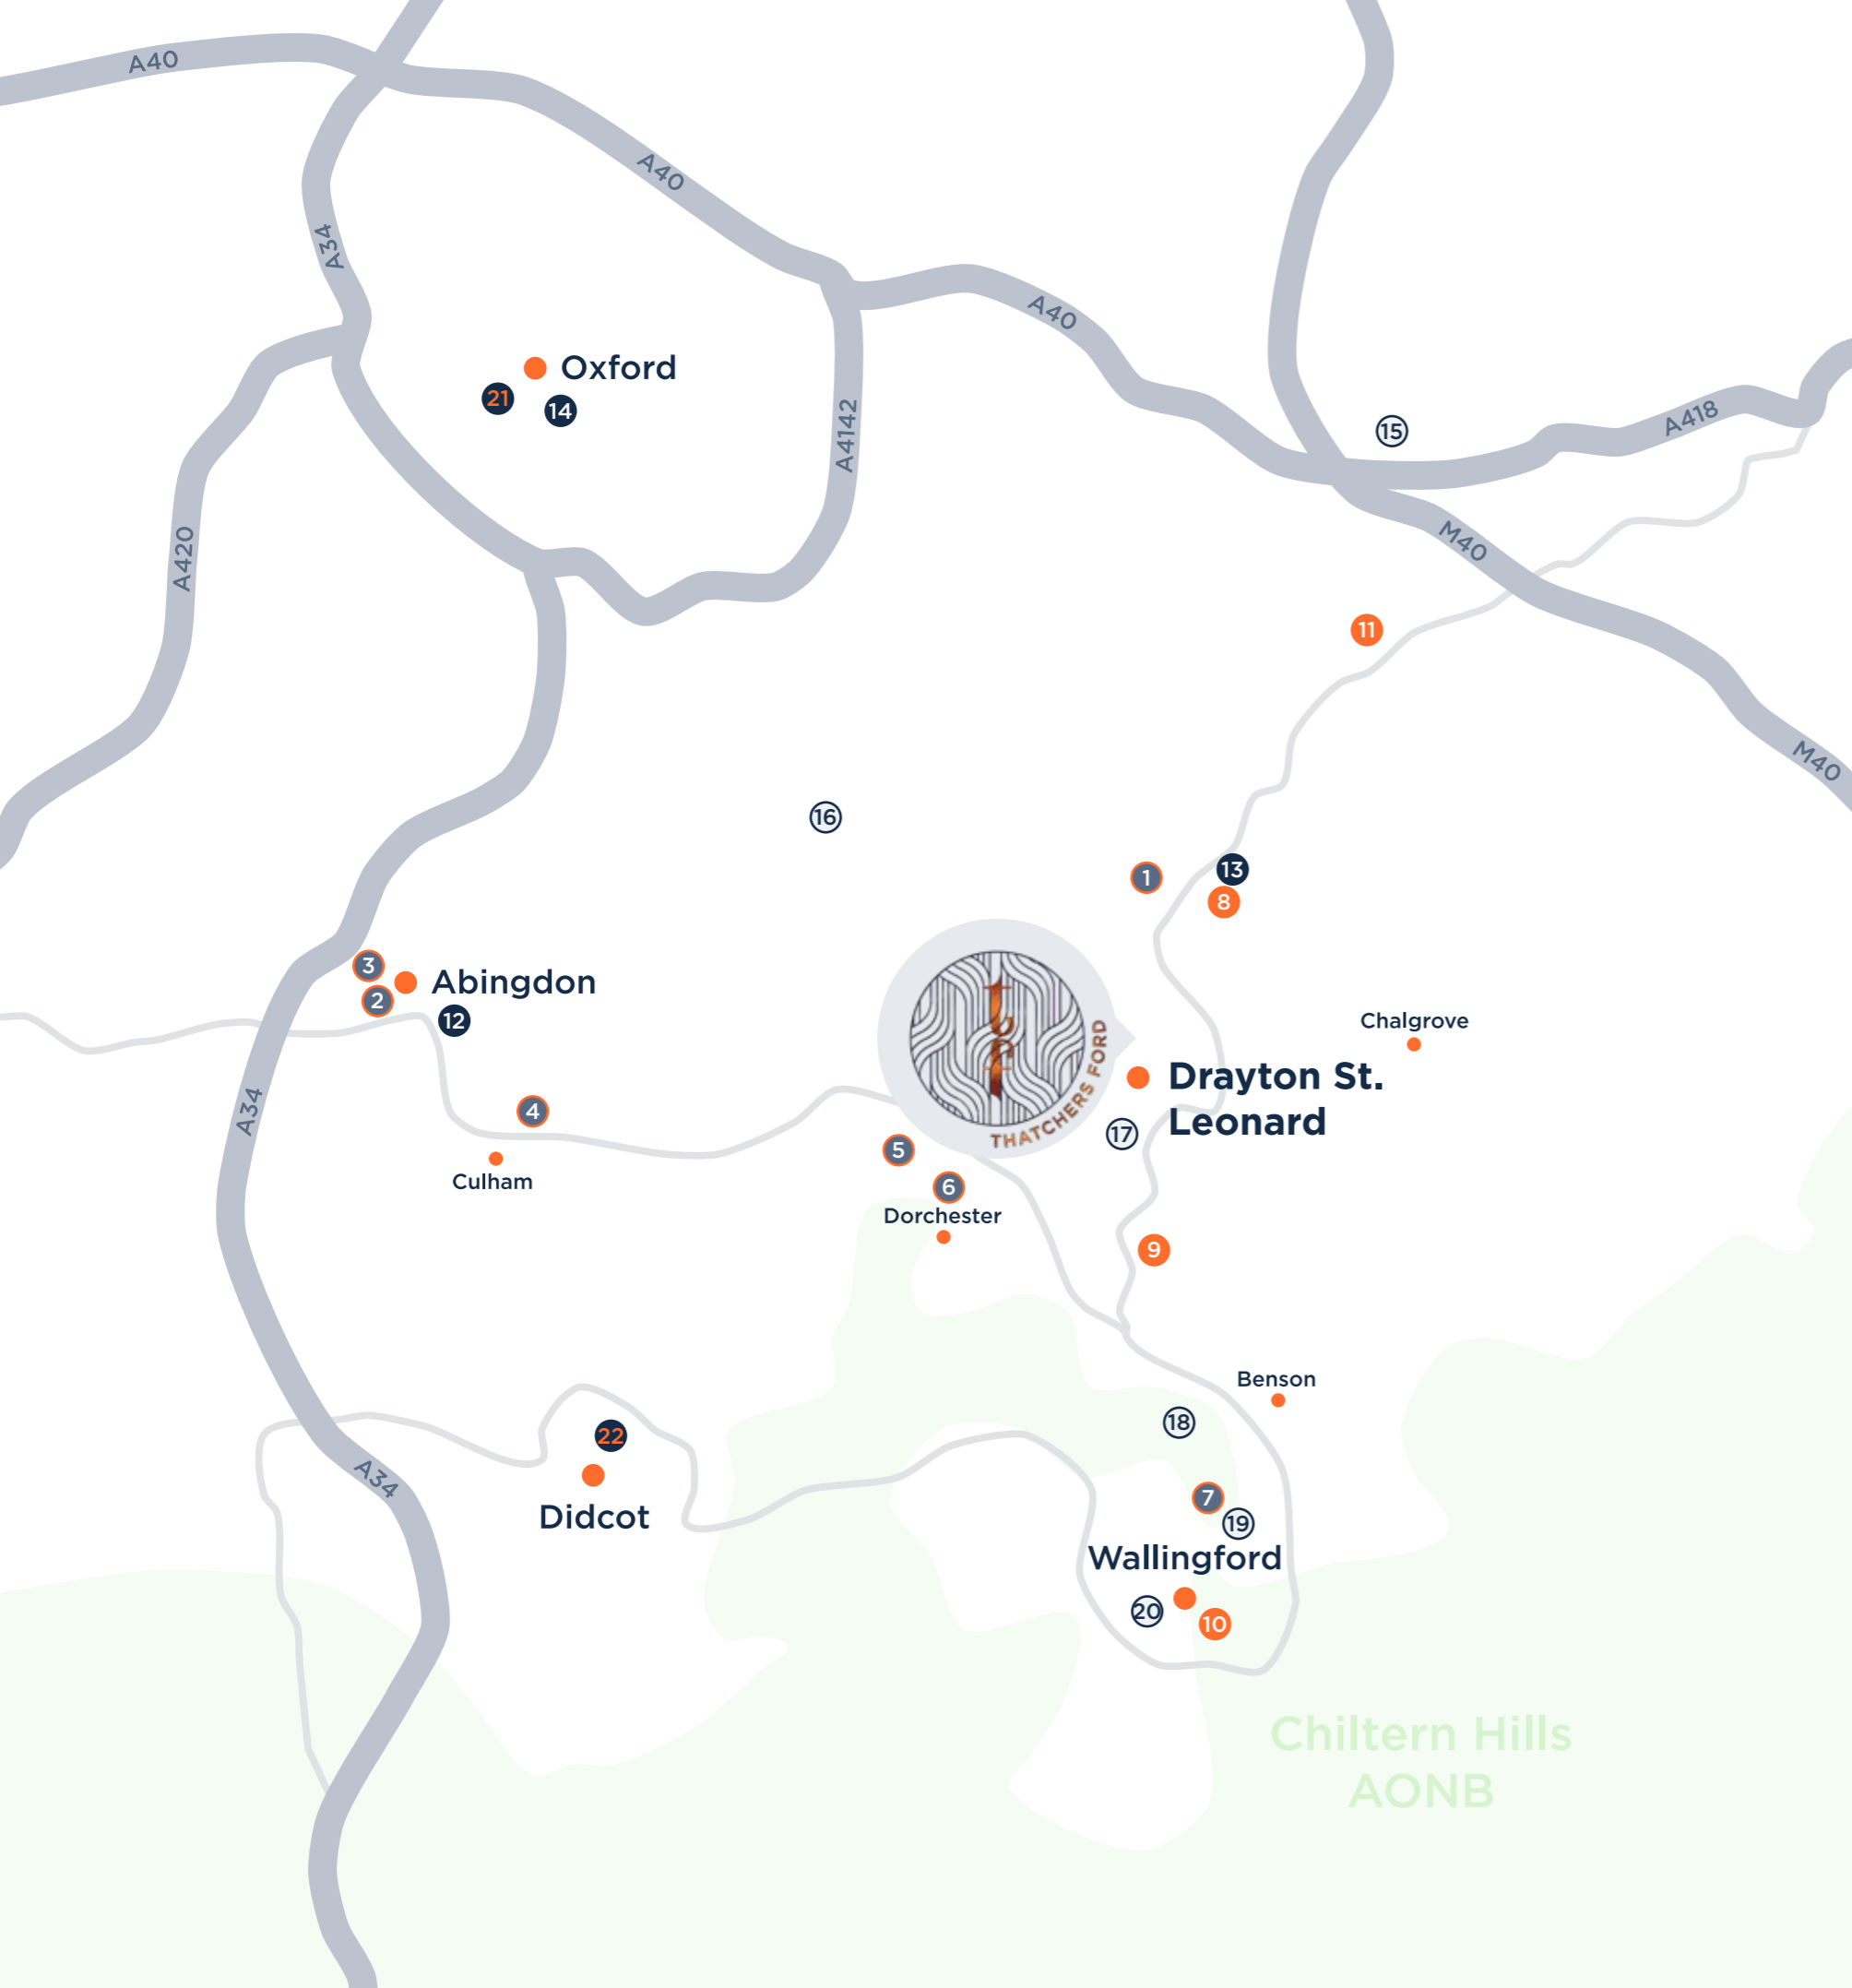 A40
A40
A34
A40
Oxford
21
14
A4142
15
A418
A420
M40
11
M40
16
13
1
8
3
Abingdon
2
12
Chalgrove
THATCHERS FORD
Drayton St.
Leonard
A34
4
17
5
Culham
6
Dorchester
9
Benson
18
22
A34
7
Didcot
19
Wallingford
20
10
Chiltern Hills
AONB